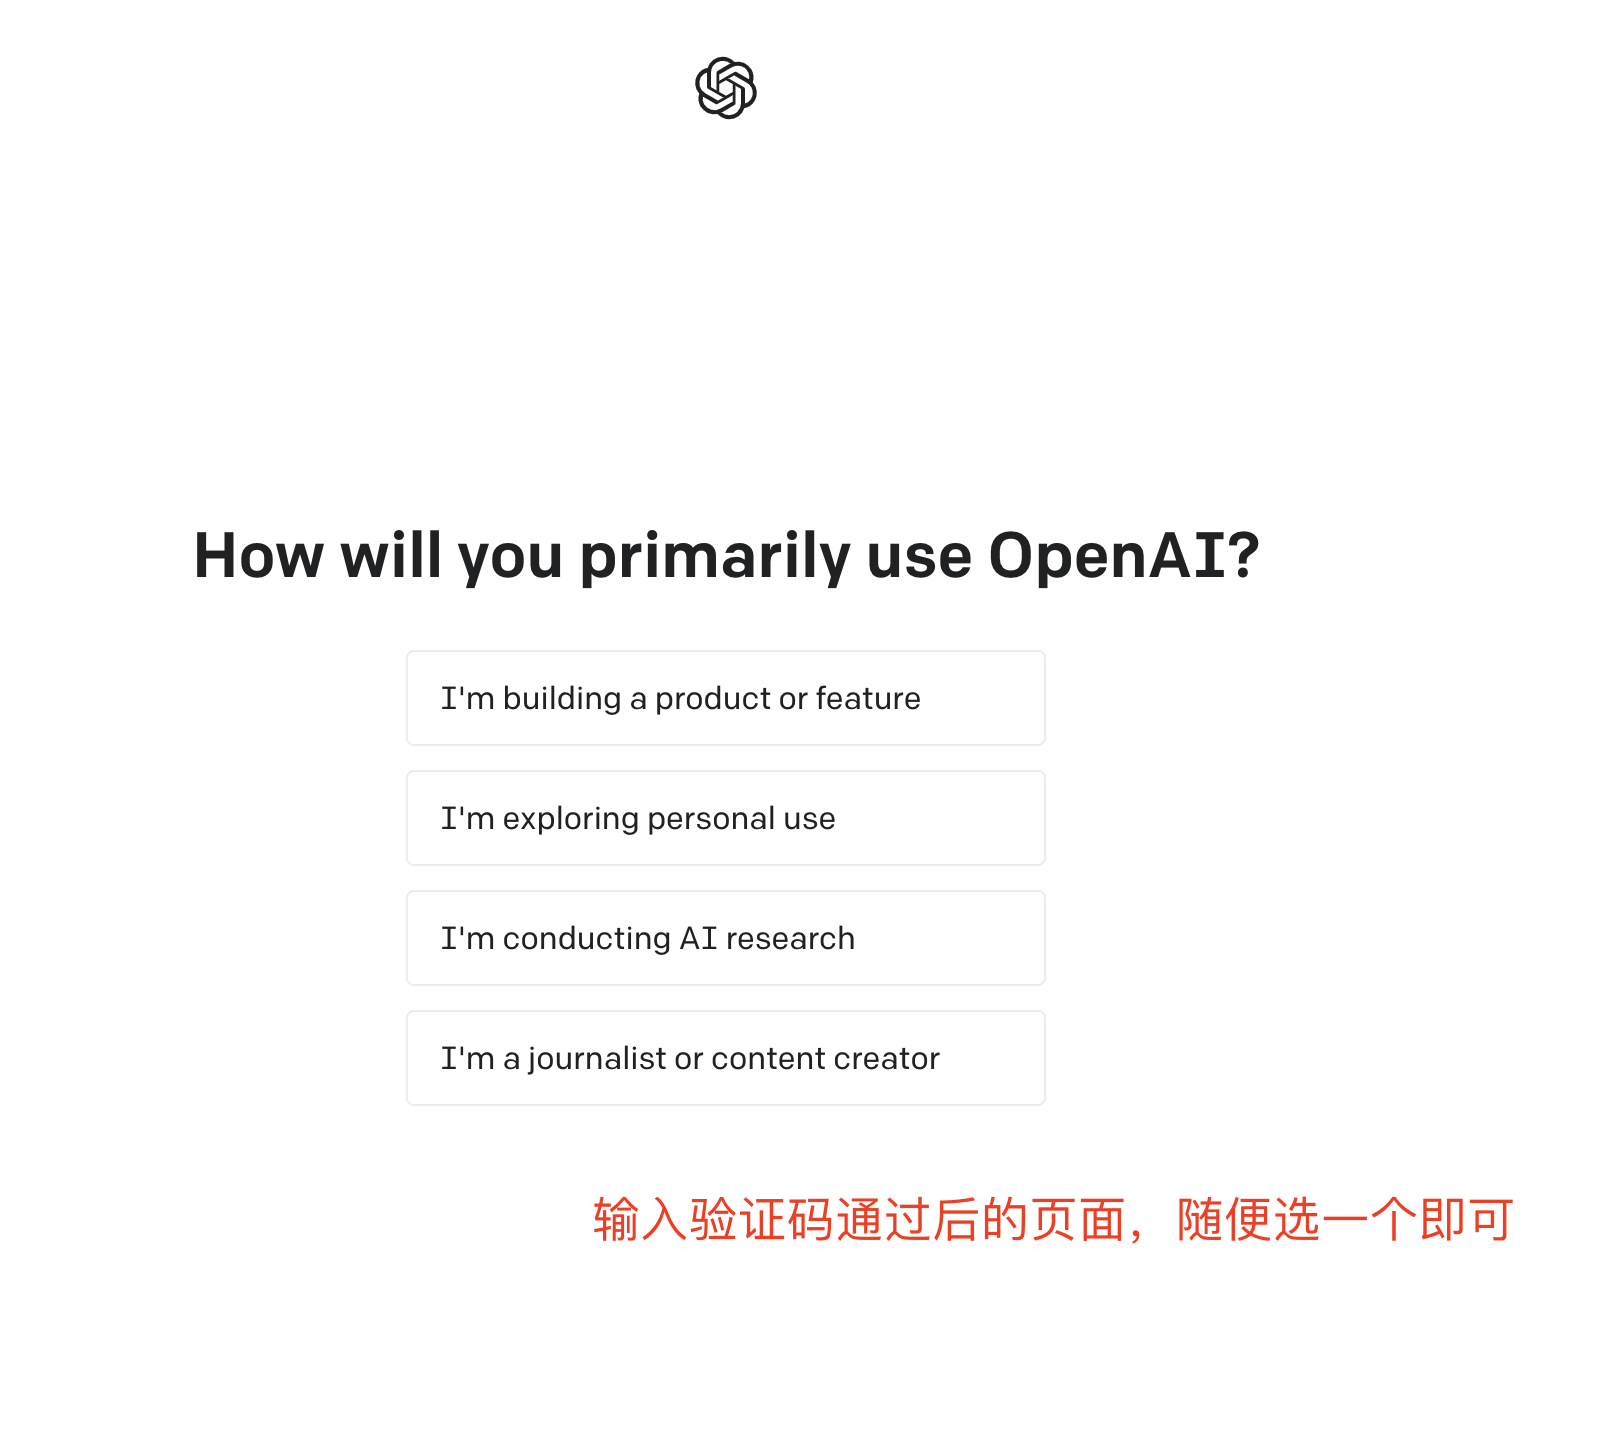 How will you primarily use OpenAI?
I'm building a product or feature
I'm exploring personal use
I'm conducting AI research
I'm a journalist or content creator
输入验证码通过后的页面，随便选一个即可